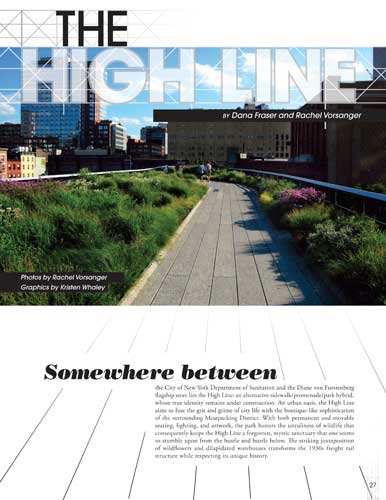 THE
HIGH LINE
BY Dana Fraser and Rachel Vorsanger
Photos by Rachel Vorsanger
Graphics by Kristen Whaley
Somewhere between
the City of New York Department of Sanitation and the Diane von Furstenberg
flagship store lies the High Line: an alternative sidewalk/promenade/park hybrid,
whose true identity remains under construction. An urban oasis, the High Line
aims to fuse the grit and grime of city life with the boutique-like sophistication
of the surrounding Meatpacking District. With both permanent and movable
seating, lighting, and artwork, the park honors the unruliness of wildlife that
consequently keeps the High Line a forgotten, mystic sanctuary that one seems
to stumble upon from the hustle and bustle below. The striking juxtaposition
of wildflowers and dilapidated warehouses transforms the 1930s freight rail
structure while respecting its unique history.
27